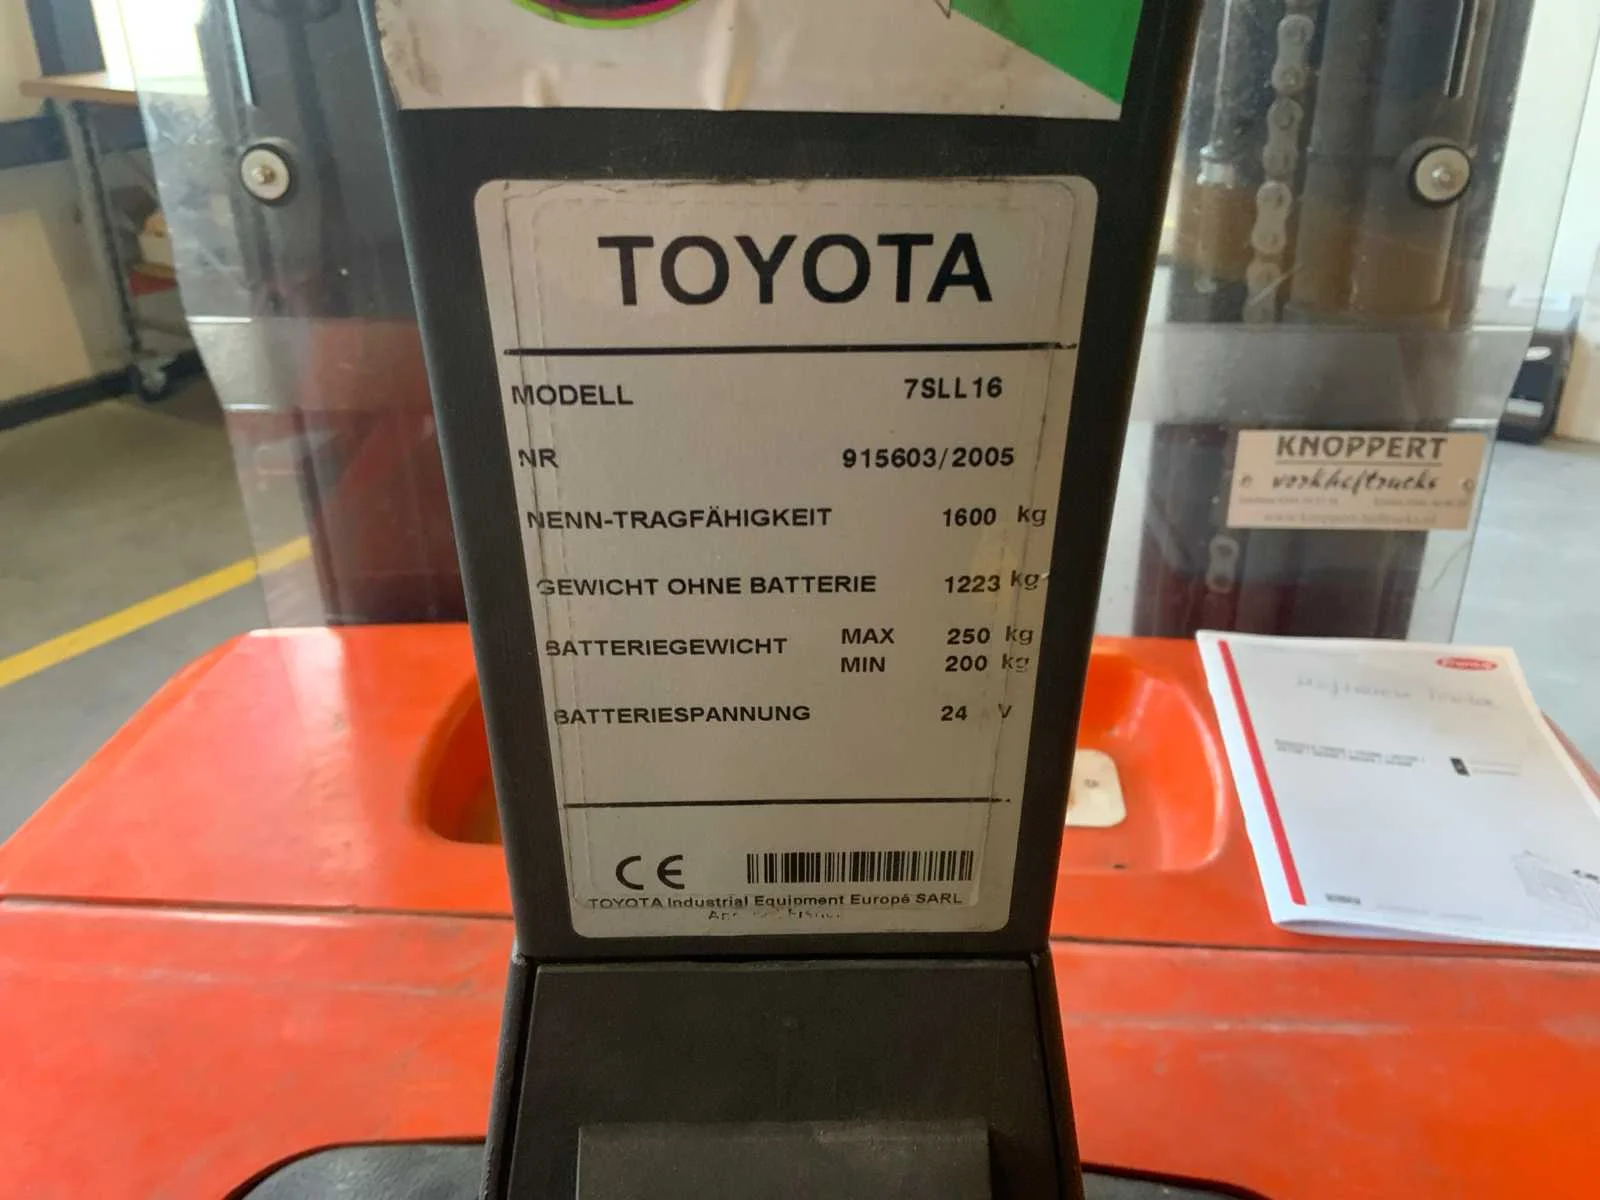 TOYOTA
MODELL 7SLL16
NR 915603/2005
NENN-TRAGFÄHIGKEIT 1600 kg
GEWICHT OHNE BATTERIE 1223 kg
BATTERIEGEWICHT MAX 250 kg
MIN 200 kg
BATTERIESPANNUNG 24 V
CE
TOYOTA Industrial Equipment Europé SARL
KNOPPERT
vorkheftrucks